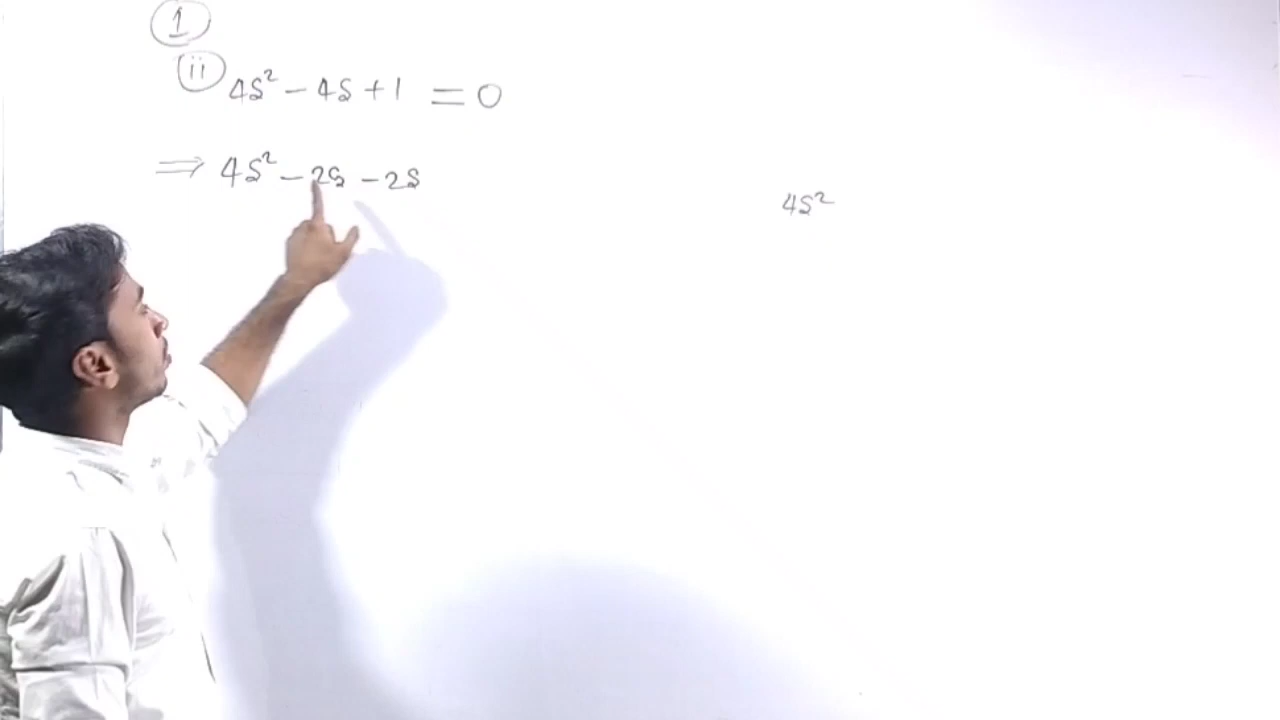 1
ii 4S² - 4S + 1 = 0
⇒ 4S² - 2S - 2S
4S²